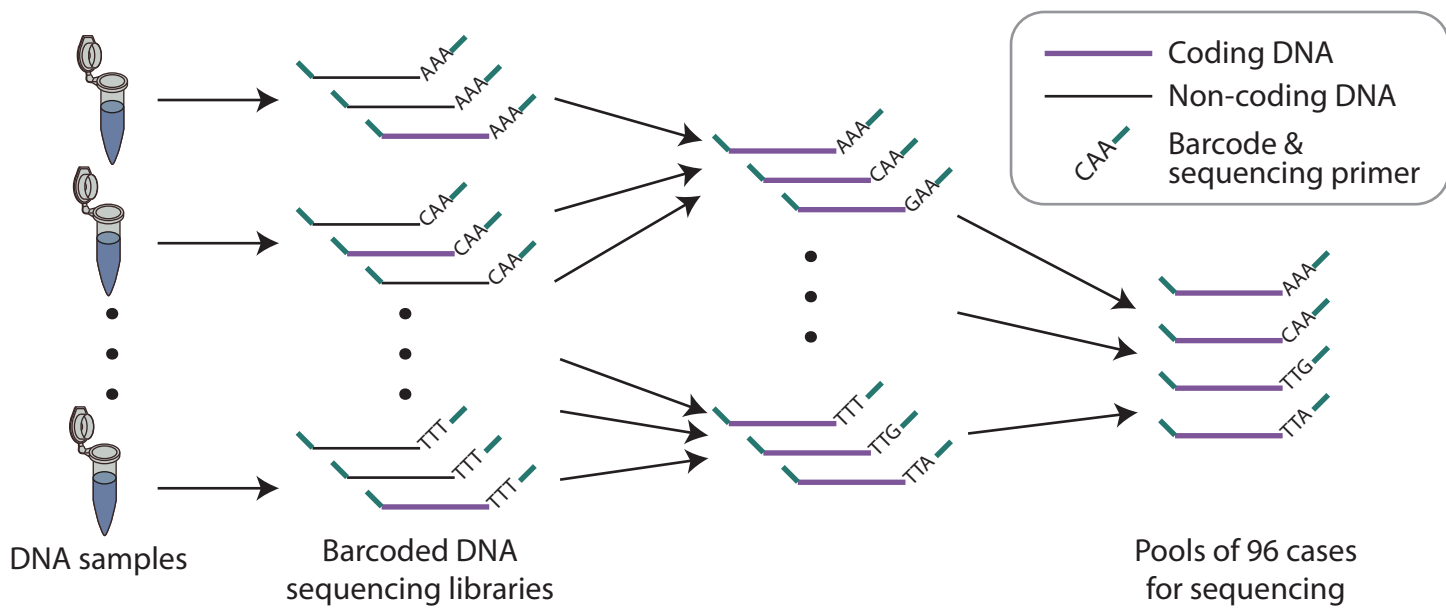 AAA
AAA
AAA
CAA
CAA
CAA
TTT
TTT
TTT
AAA
CAA
GAA
TTT
TTG
TTA
AAA
CAA
TTG
TTA
Coding DNA
Non-coding DNA
CAA
Barcode &
sequencing primer
DNA samples
Barcoded DNA
sequencing libraries
Pools of 96 cases
for sequencing